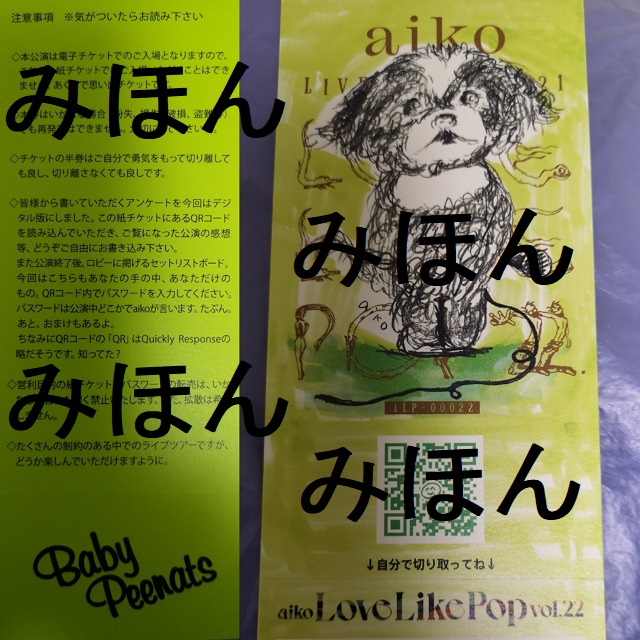 注意事項 ※気がついたらお読み下さい
◇本公演は電子チケットでのご入場となりますので、
みほん
でも再発
◇チケットの半券はご自分で勇気をもって切り離して
も良し、切り離さなくても良しです。
◇皆様から書いていただくアンケートを今回はデジ
タル版にしました。この紙チケットにあるQRコード
を読み込んでいただき、ご覧になった公演の感想
等、どうぞご自由にお書き込み下さい。
また公演終了後、ロビーに掲げるセットリストボード。
今回はこちらもあなたの手の中、あなただけの
もの。QRコード内でパスワードを入力してください。
パスワードは公演中どこかでaikoが言います。たぶん。
あと、おまけもあるよ。
ちなみにQRコードの「QR」はQuickly Responseの
略だそうです。知ってた?
◇営利目的の
みほん
◇たくさんの制約のある中でのライブツアーですが、
どうか楽しんでいただけますように。
Baby
Peenats
aiko
LIV
21
みほん
aiko
LLP-00022
みほん
↓自分で切り取ってね↓
aiko LoveLikePop vol.22